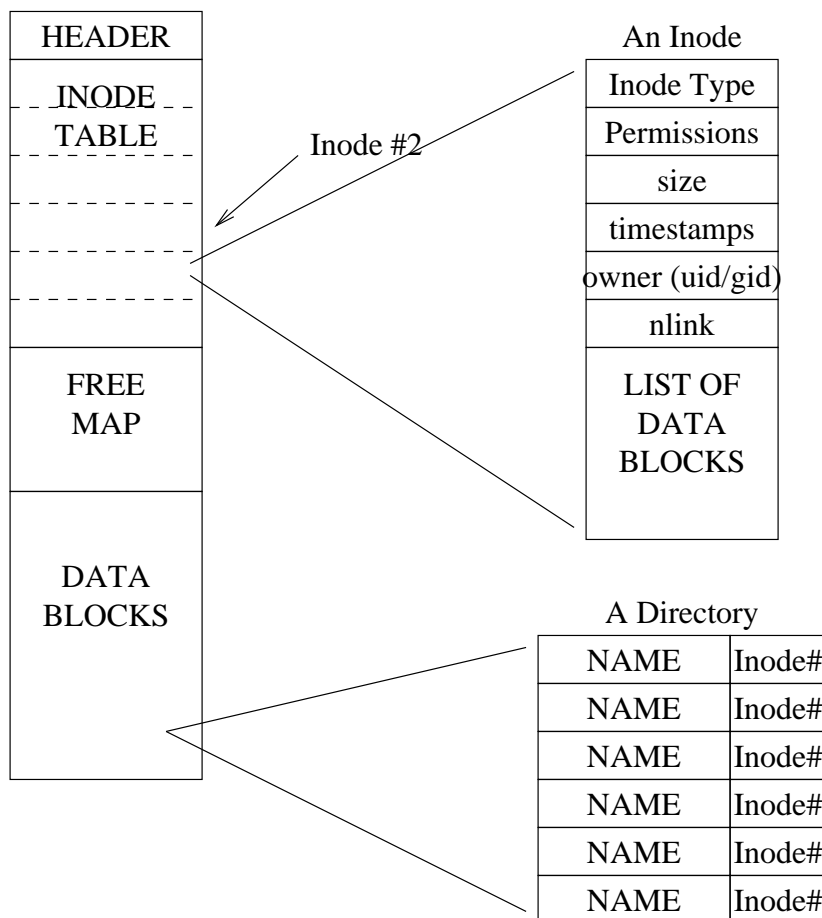 HEADER
INODE
TABLE
Inode #2
FREE
MAP
DATA
BLOCKS
An Inode
Inode Type
Permissions
size
timestamps
owner (uid/gid)
nlink
LIST OF
DATA
BLOCKS
A Directory
NAME Inode#
NAME Inode#
NAME Inode#
NAME Inode#
NAME Inode#
NAME Inode#